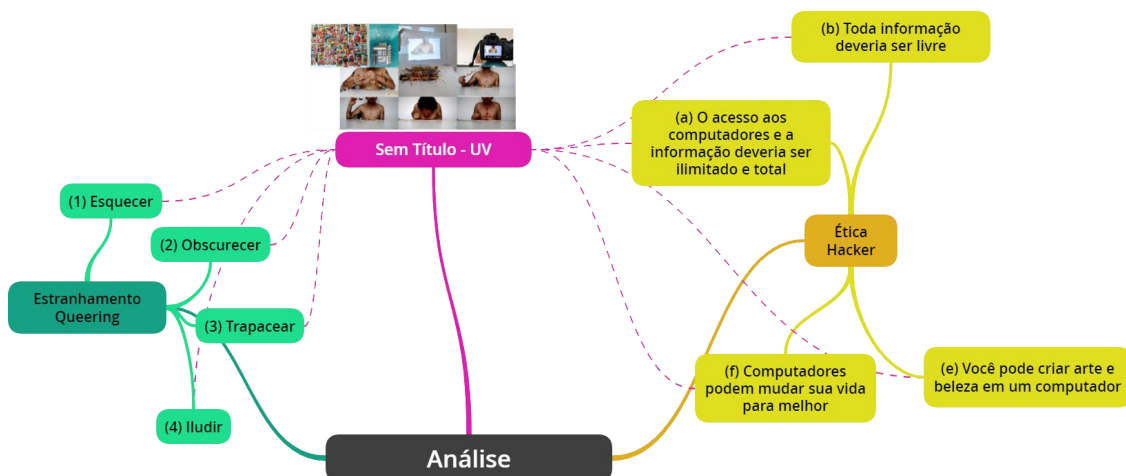 (b) Toda informação
deveria ser livre
(a) O acesso aos
computadores e a
informação deveria ser
ilimitado e total
Sem Título - UV
(1) Esquecer
(2) Obscurecer
Ética
Hacker
Estranhamento
Queering
(3) Trapacear
(f) Computadores
podem mudar sua vida
para melhor
(e) Você pode criar arte e
beleza em um computador
(4) Iludir
Análise